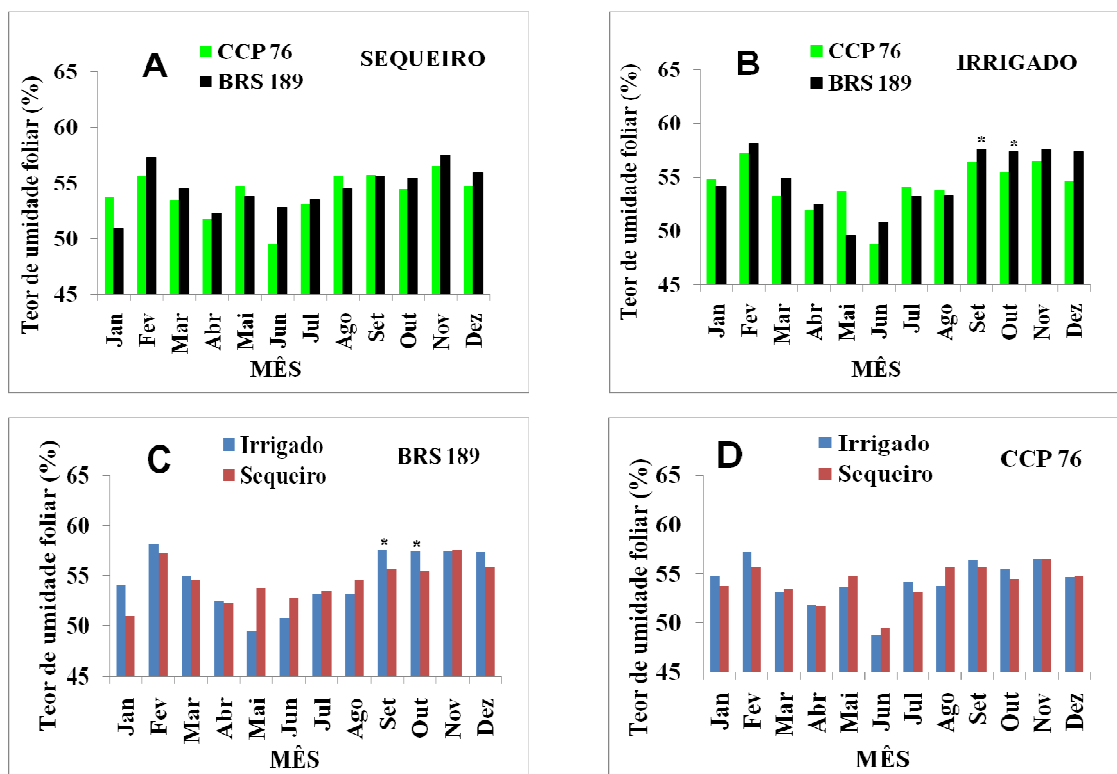 A
CCP 76
BRS 189
SEQUEIRO
Teor de umidade foliar (%)
65
60
55
50
45
Jan Fev Mar Abr Mai Jun Jul Ago Set Out Nov Dez
MÊS
B
CCP 76
BRS 189
IRRIGADO
Teor de umidade foliar (%)
65
60
55
50
45
* *
Jan Fev Mar Abr Mai Jun Jul Ago Set Out Nov Dez
MÊS
C
Irrigado
Sequeiro
BRS 189
Teor de umidade foliar (%)
65
60
55
50
45
* *
Jan Fev Mar Abr Mai Jun Jul Ago Set Out Nov Dez
MÊS
D
Irrigado
Sequeiro
CCP 76
Teor de umidade foliar (%)
65
60
55
50
45
Jan Fev Mar Abr Mai Jun Jul Ago Set Out Nov Dez
MÊS